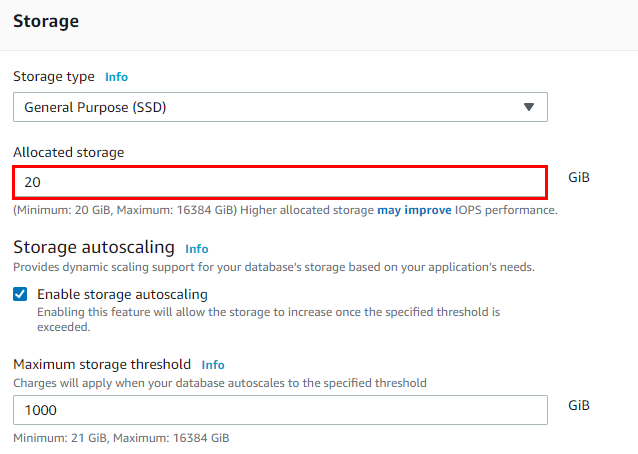 Storage
Storage type Info
General Purpose (SSD)
Allocated storage
20 GiB
(Minimum: 20 GiB, Maximum: 16384 GiB) Higher allocated storage may improve IOPS performance.
Storage autoscaling Info
Provides dynamic scaling support for your database's storage based on your application's needs.
Enable storage autoscaling
Enabling this feature will allow the storage to increase once the specified threshold is
exceeded.
Maximum storage threshold Info
Charges will apply when your database autoscales to the specified threshold
1000 GiB
Minimum: 21 GiB, Maximum: 16384 GiB